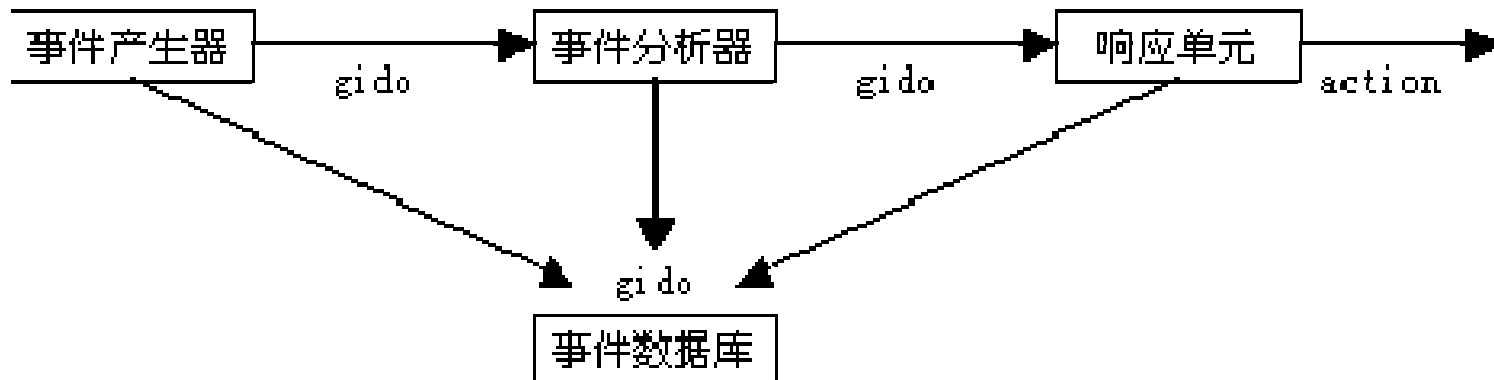 事件产生器
gido
事件分析器
gido
响应单元
action
gido
事件数据库